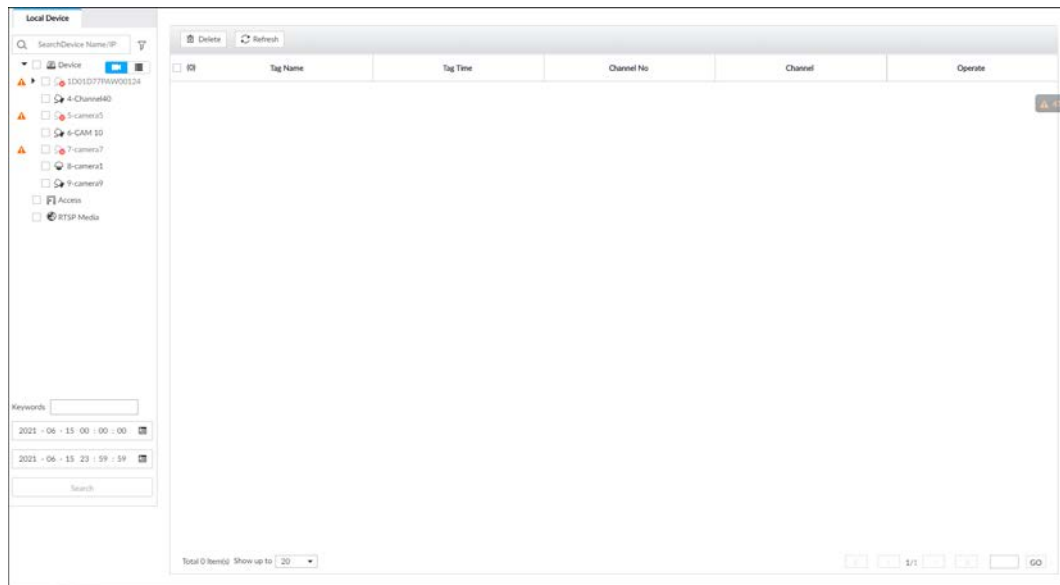 Local Device
SearchDevice Name/IP
Device
1D01D77PAW00124
4-Channel40
5-camera5
6-CAM 10
7-camera7
8-camera1
9-camera9
Access
RTSP Media
Keywords
2021 - 06 - 15 00 : 00 : 00
2021 - 06 - 15 23 : 59 : 59
Search
Delete Refresh
(0) Tag Name Tag Time Channel No Channel Operate
Total 0 Item(s) Show up to 20 1/1 GO